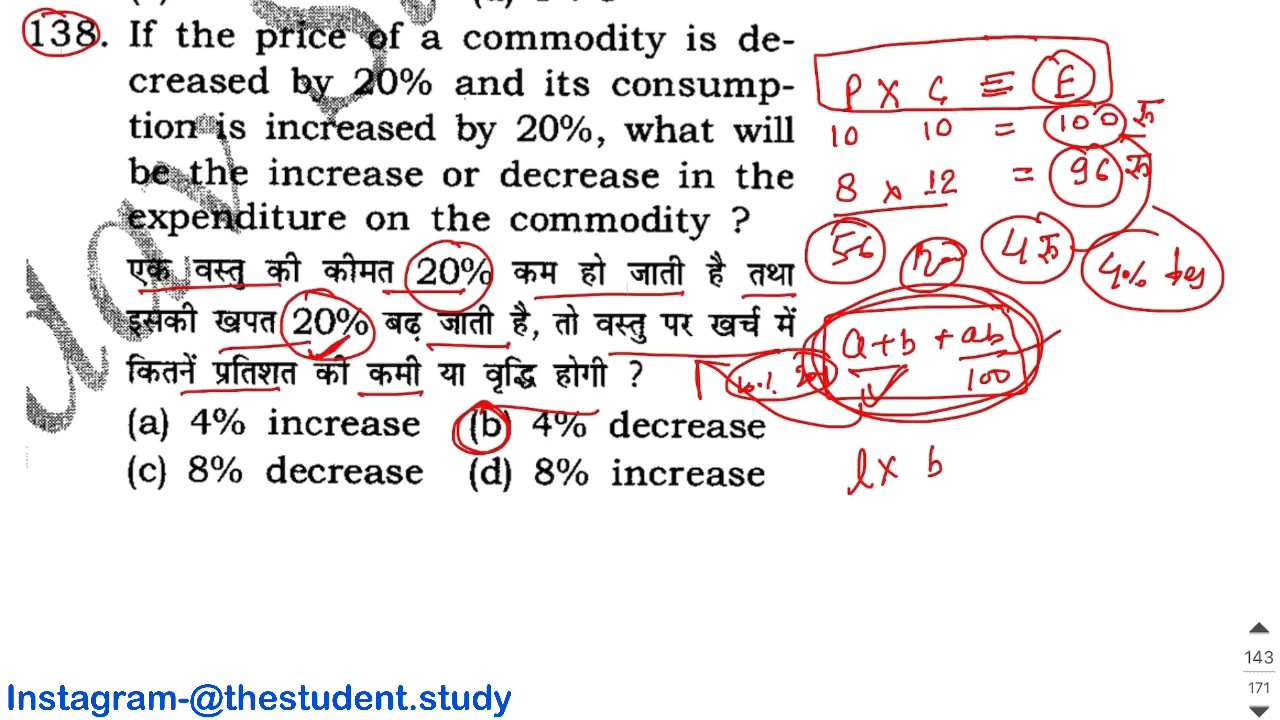 138. If the price of a commodity is de-
creased by 20% and its consump-
tion is increased by 20%, what will
be the increase or decrease in the
expenditure on the commodity ?
एक वस्तु की कीमत 20% कम हो जाती है तथा
इसकी खपत 20% बढ़ जाती है, तो वस्तु पर खर्च में
कितनें प्रतिशत की कमी या वृद्धि होगी ?
(a) 4% increase (b) 4% decrease
(c) 8% decrease (d) 8% increase
P × C = E
10 10 = 100 रु
8 × 12 = 96 रु
56 4 रु 4%
a + b + ab/100
10% 20%
l × b
143
171
Instagram-@thestudent.study